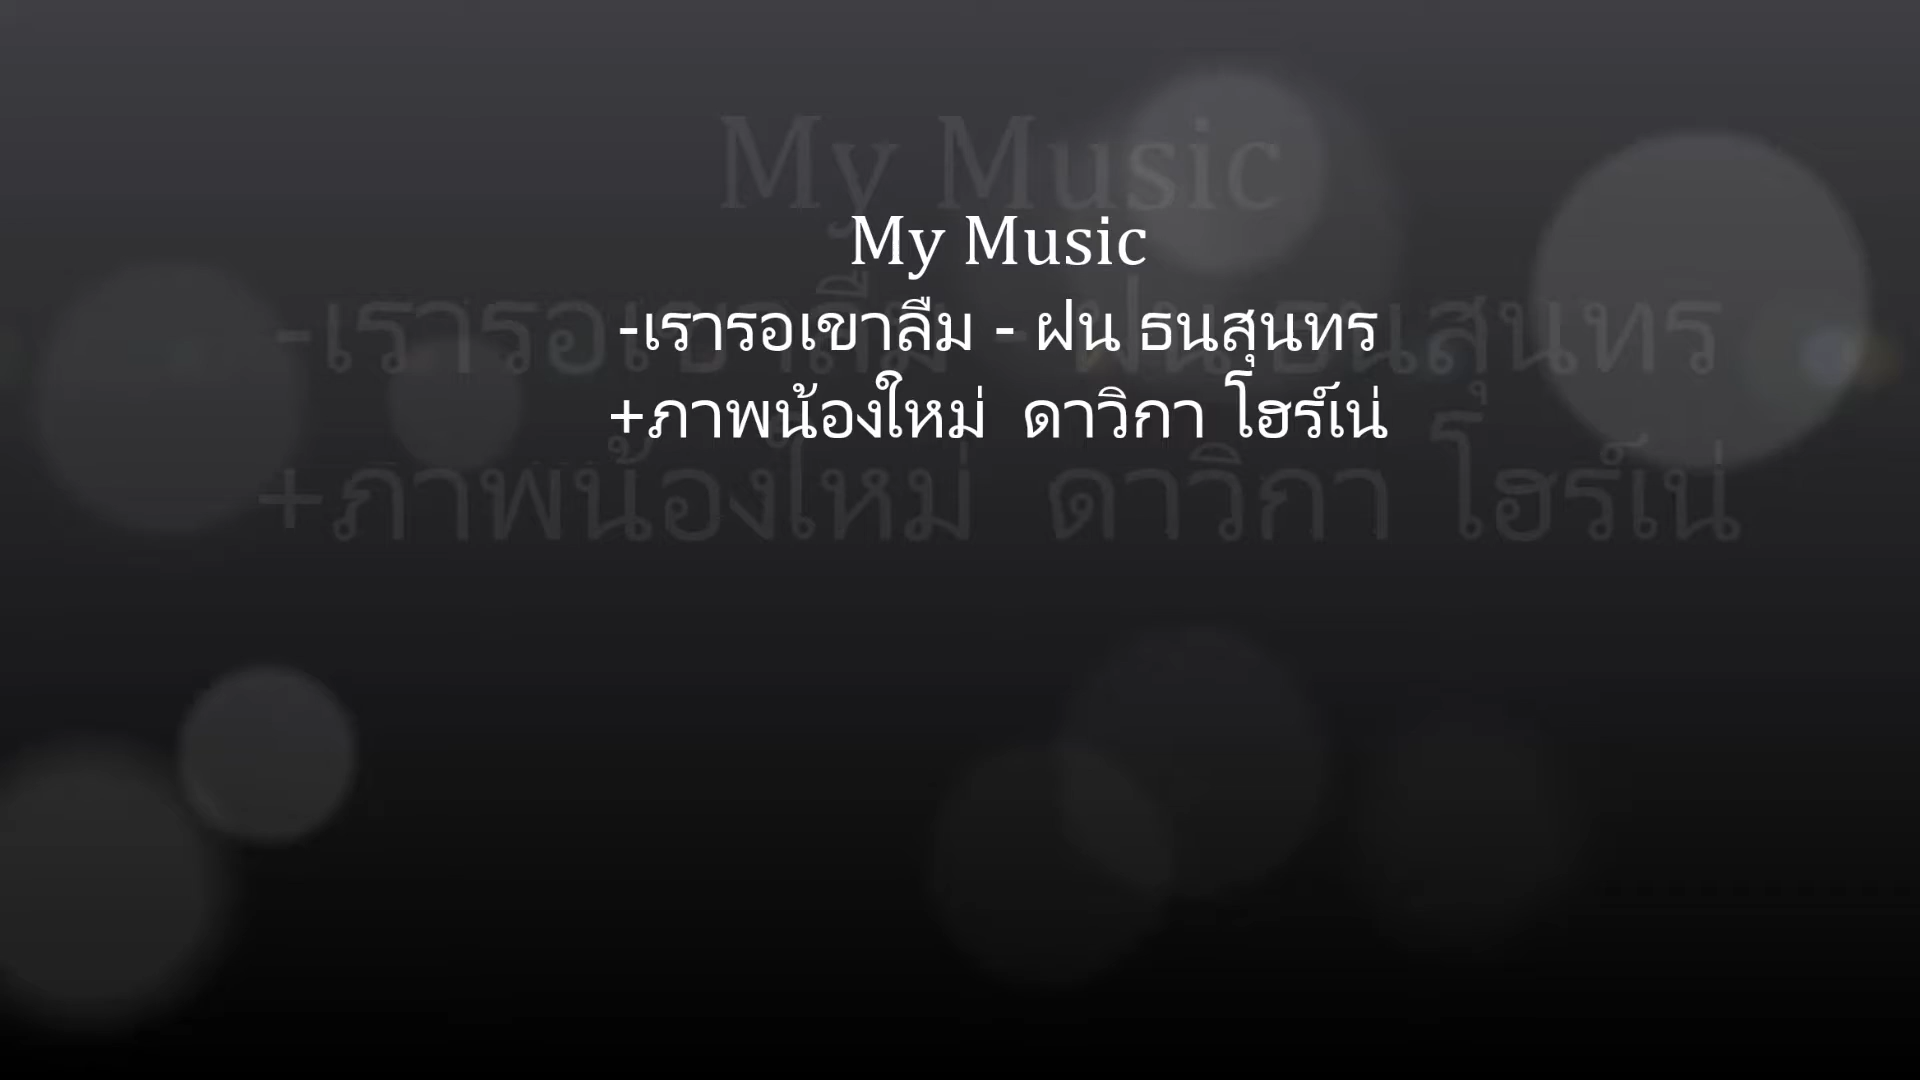 My Music
-เรารอเขาลืม - ฝน ธนสุนทร
+ภาพน้องใหม่  ดาวิกา โฮร์เน่